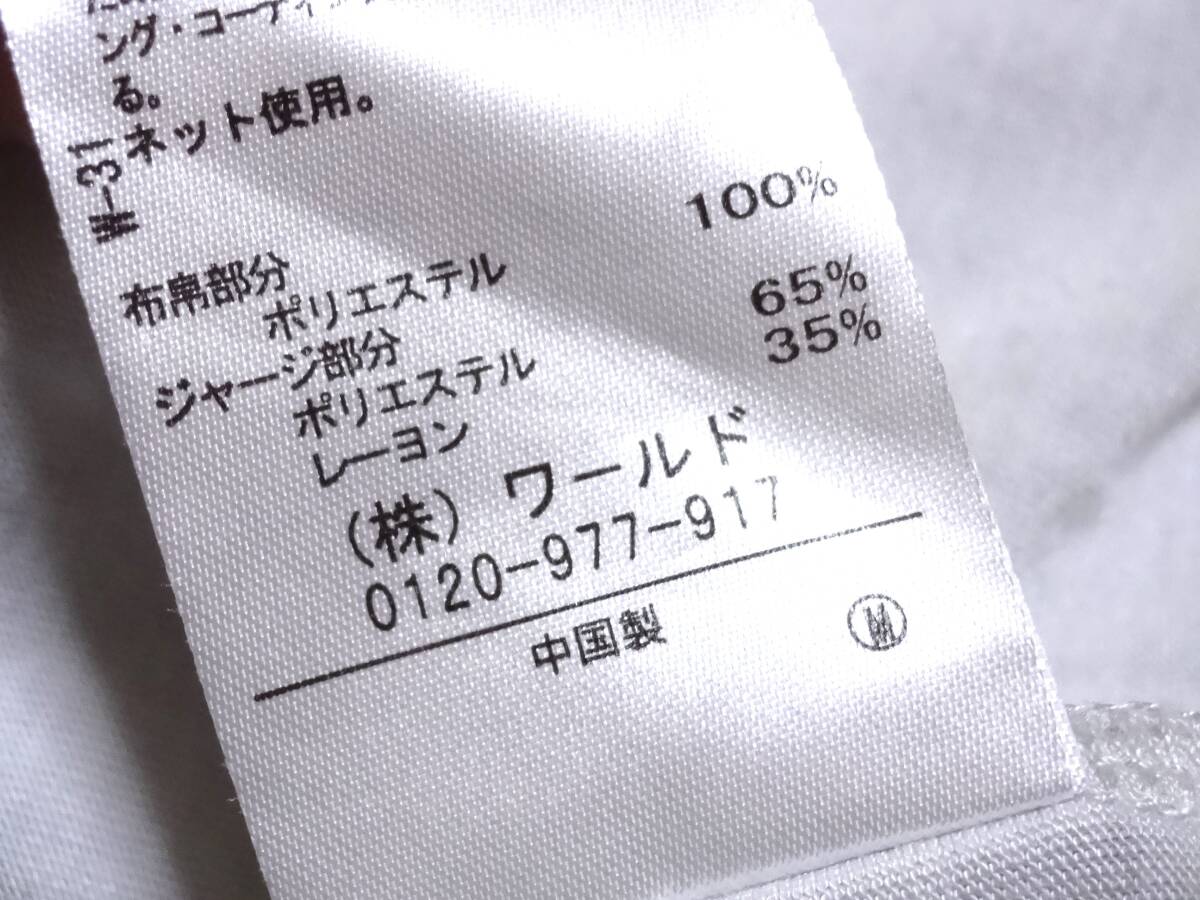 ング・コーディ
る。
ネット使用。
W-31
布帛部分
ポリエステル 100%
ジャージ部分
ポリエステル 65%
レーヨン 35%
(株) ワールド
0120-977-917
中国製